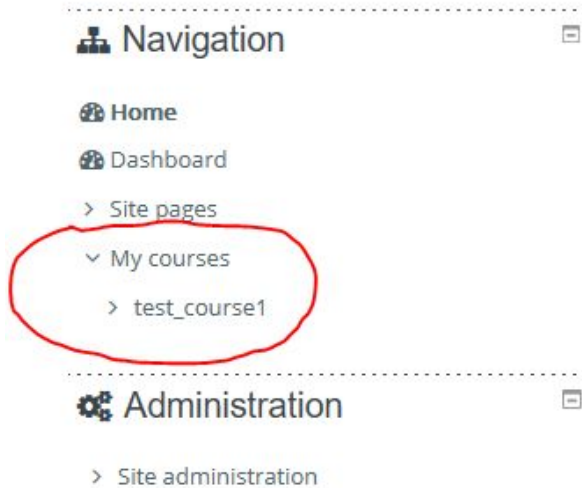 Navigation
Home
Dashboard
Site pages
My courses
test_course1
Administration
Site administration